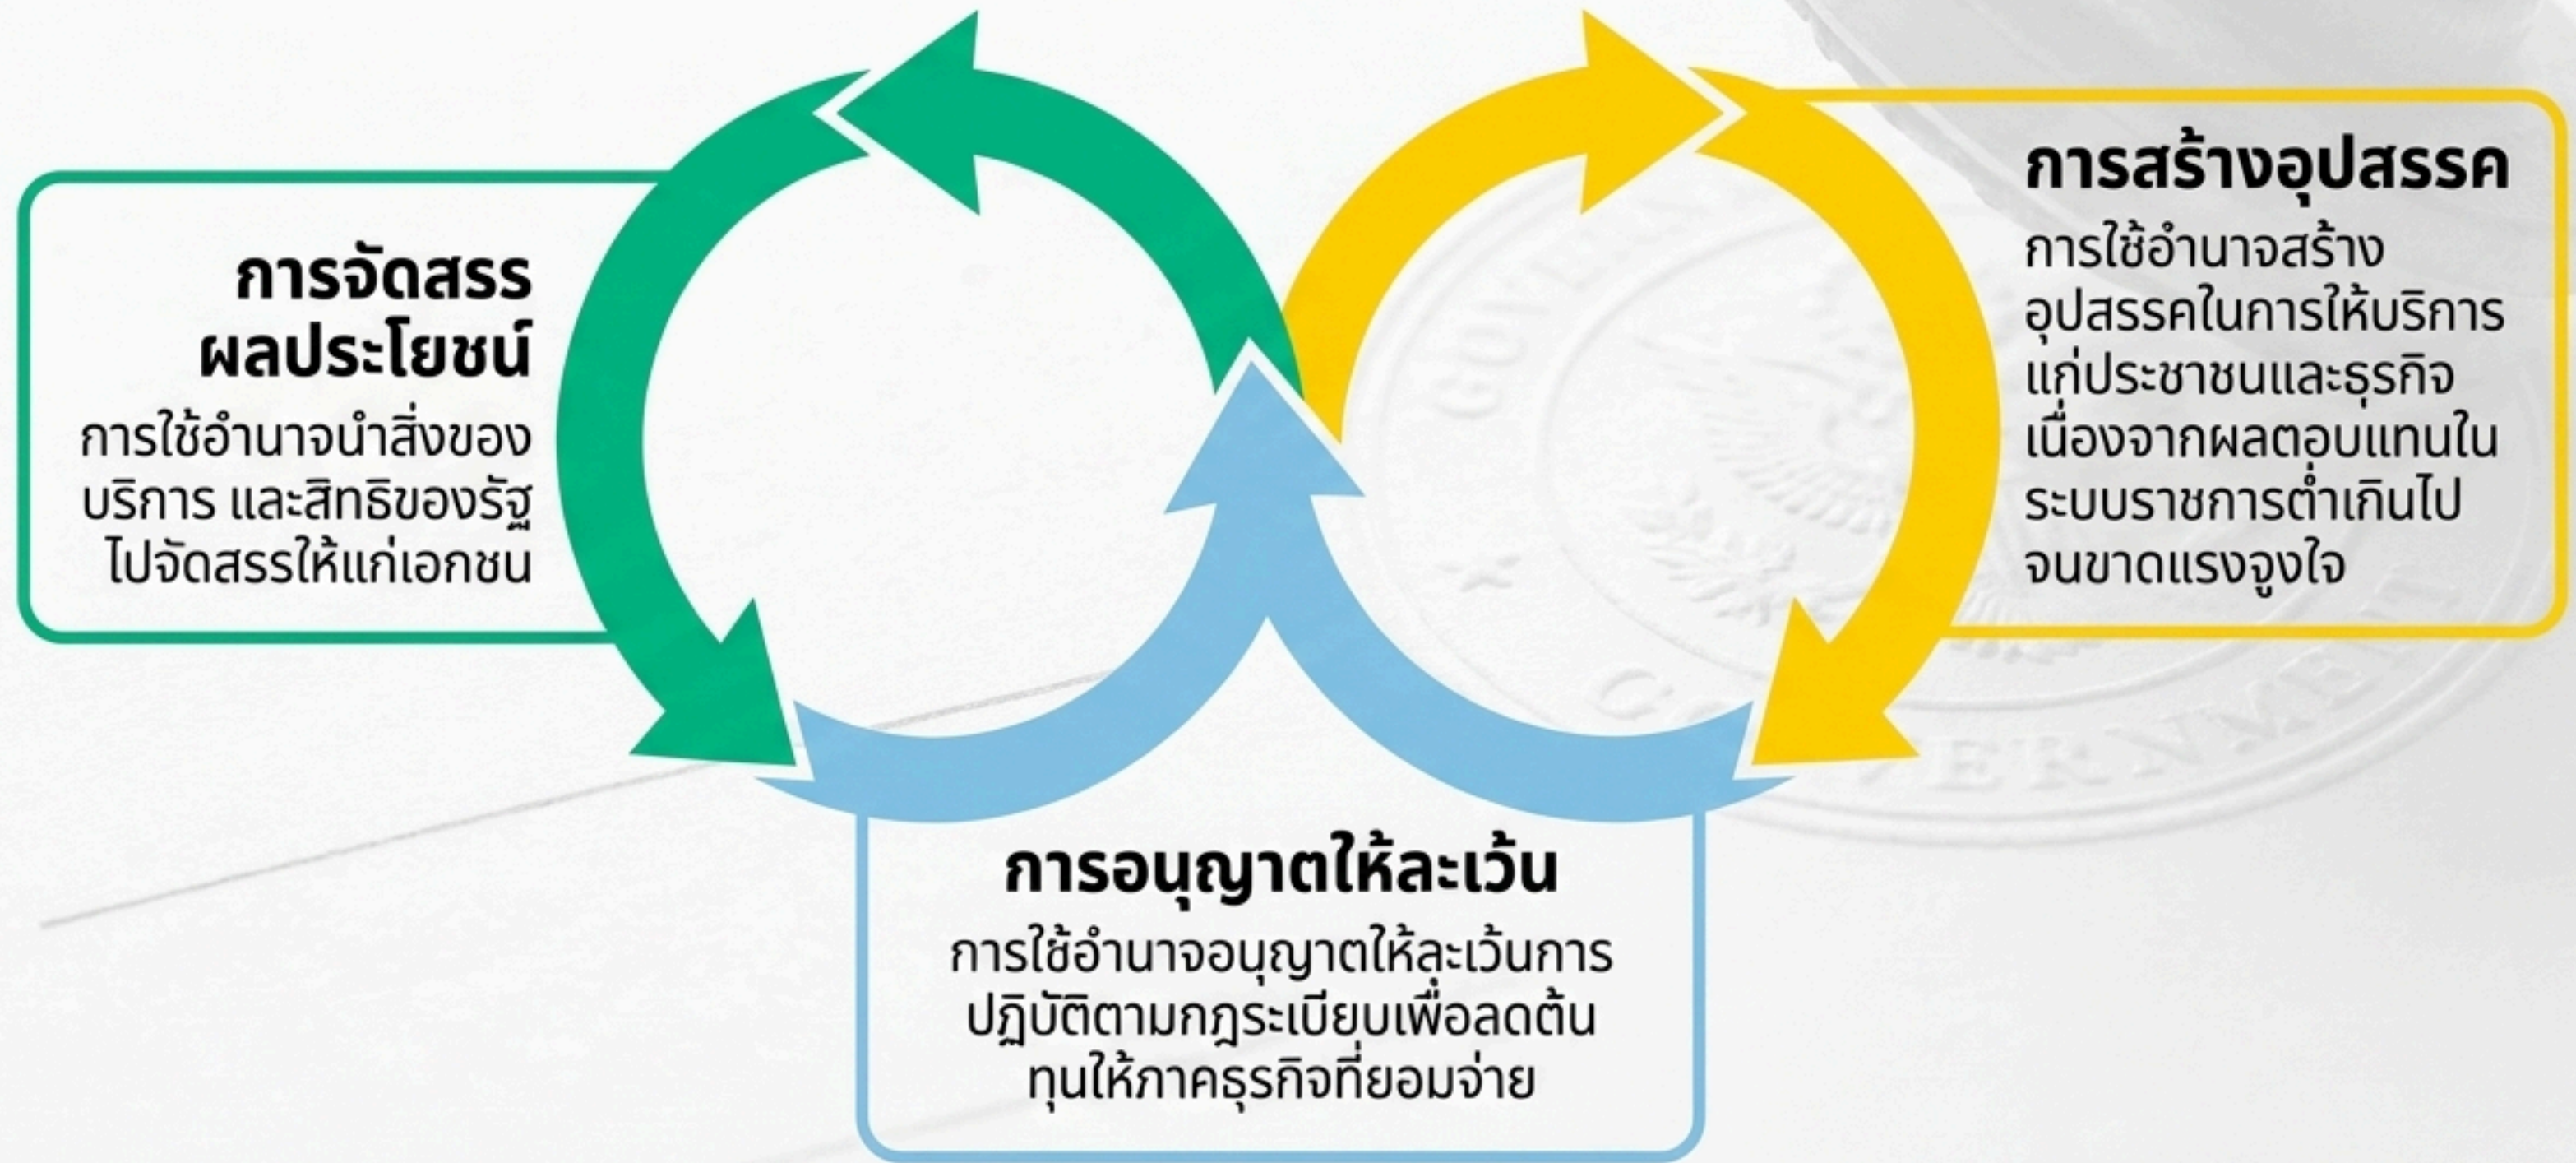 การจัดสรร
ผลประโยชน์
การใช้อำนาจนำสิ่งของ
บริการ และสิทธิของรัฐ
ไปจัดสรรให้แก่เอกชน
การสร้างอุปสรรค
การใช้อำนาจสร้าง
อุปสรรคในการให้บริการ
แก่ประชาชนและธุรกิจ
เนื่องจากผลตอบแทนใน
ระบบราชการต่ำเกินไป
จนขาดแรงจูงใจ
การอนุญาตให้ละเว้น
การใช้อำนาจอนุญาตให้ละเว้นการ
ปฏิบัติตามกฎระเบียบเพื่อลดต้น
ทุนให้ภาคธุรกิจที่ยอมจ่าย
GOVERNMENT